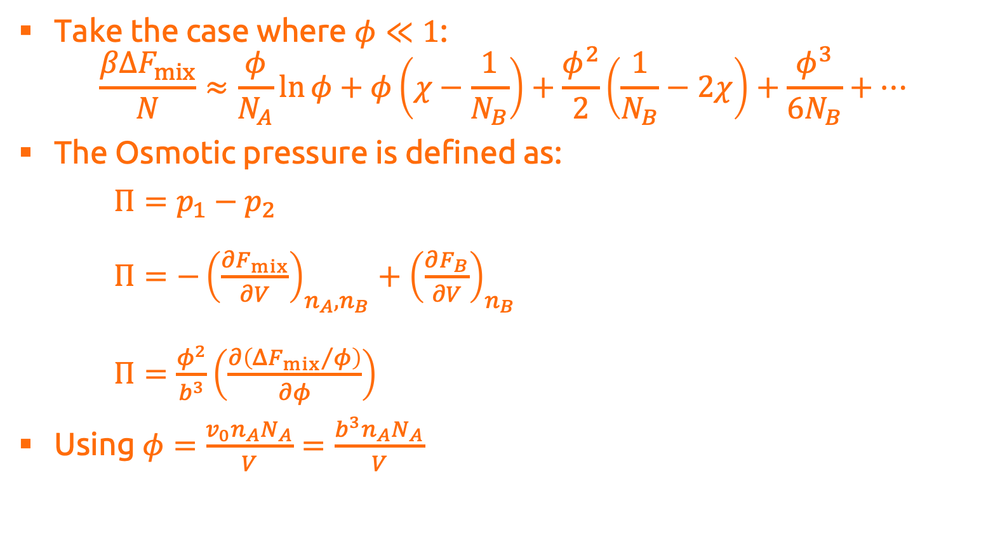 ▪ Take the case where 𝜙 ≪ 1:
$\frac{\beta \Delta F_{\text{mix}}}{N} \approx \frac{\phi}{N_A} \ln \phi + \phi \left( \chi - \frac{1}{N_B} \right) + \frac{\phi^2}{2} \left( \frac{1}{N_B} - 2\chi \right) + \frac{\phi^3}{6N_B} + \cdots$
▪ The Osmotic pressure is defined as:
$\Pi = p_1 - p_2$
$\Pi = - \left( \frac{\partial F_{\text{mix}}}{\partial V} \right)_{n_A, n_B} + \left( \frac{\partial F_B}{\partial V} \right)_{n_B}$
$\Pi = \frac{\phi^2}{b^3} \left( \frac{\partial (\Delta F_{\text{mix}} / \phi)}{\partial \phi} \right)$
▪ Using $\phi = \frac{v_0 n_A N_A}{V} = \frac{b^3 n_A N_A}{V}$